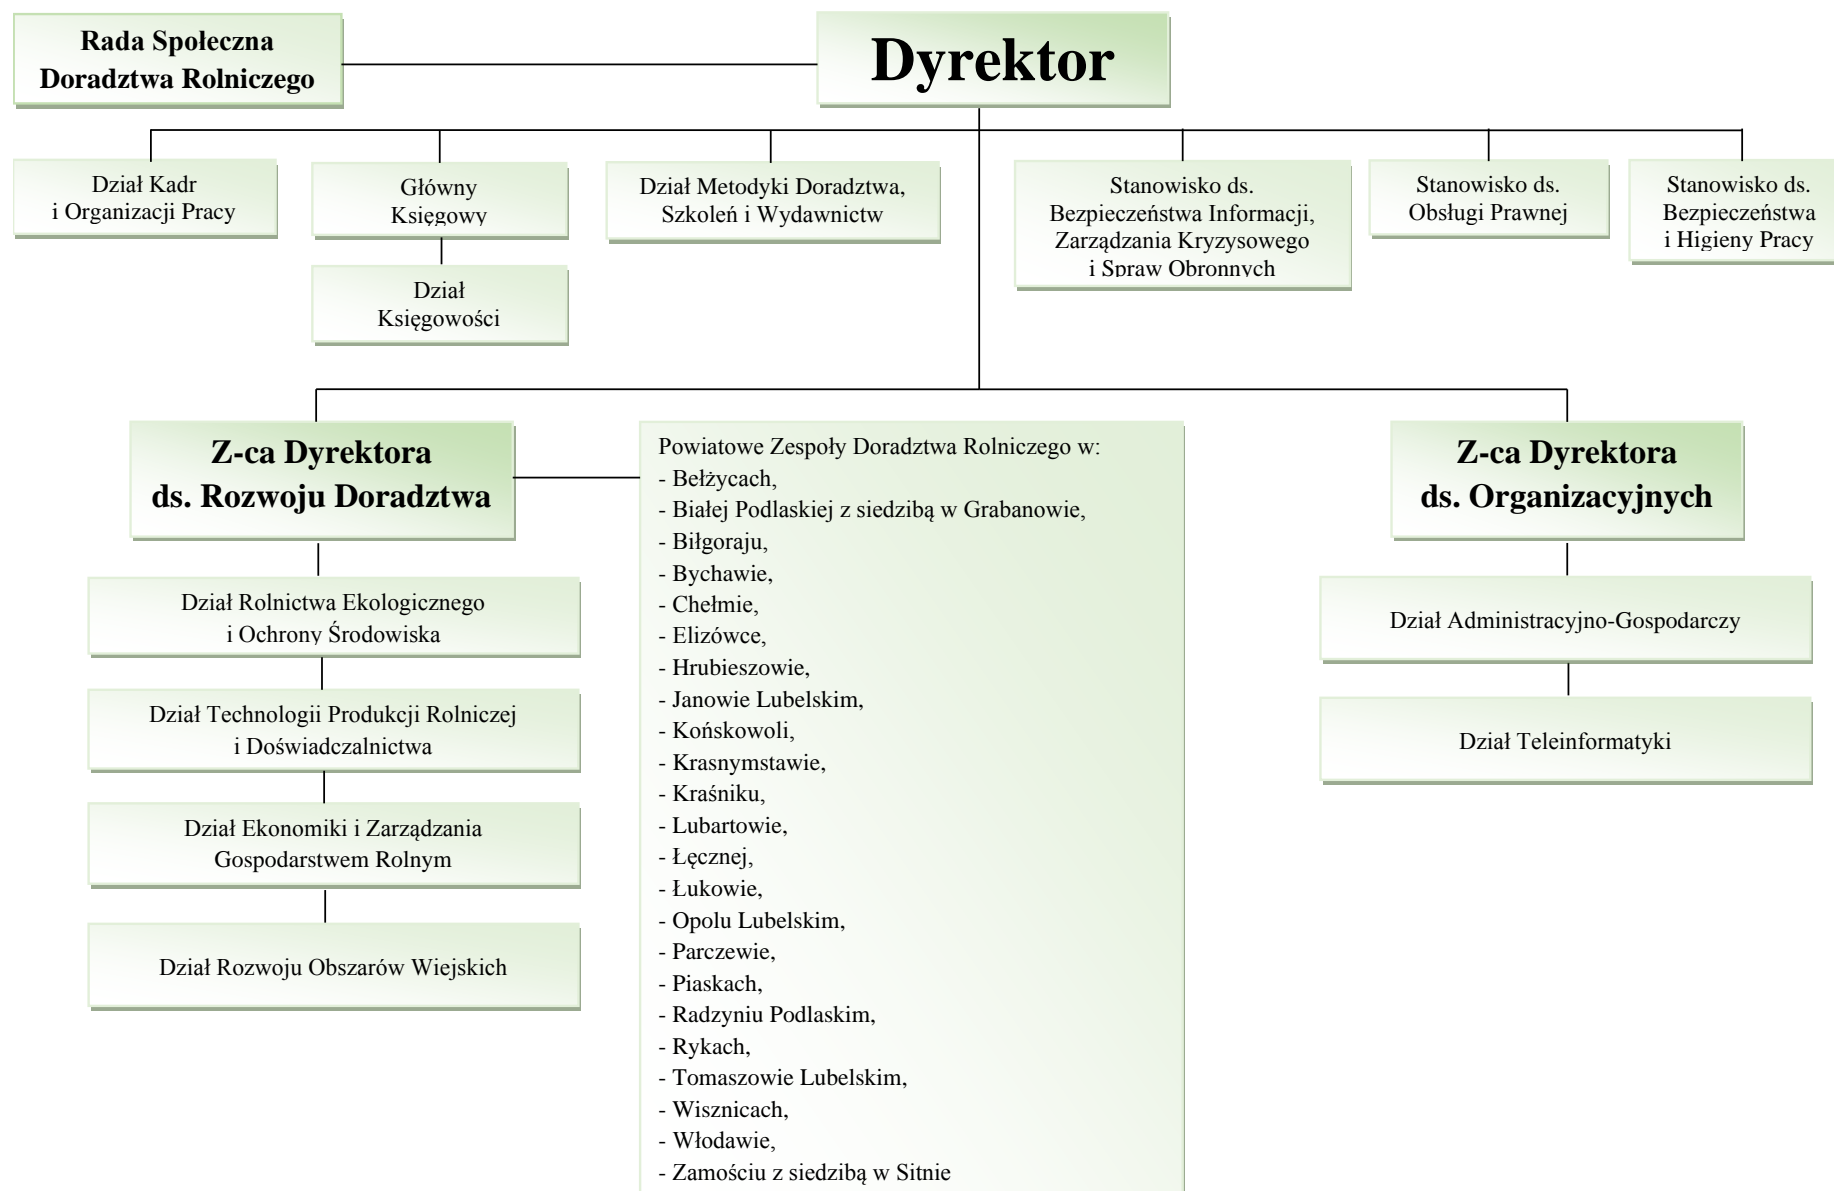 Rada Społeczna
Doradztwa Rolniczego
Dyrektor
Dział Kadr
i Organizacji Pracy
Główny
Księgowy
Dział Metodyki Doradztwa,
Szkoleń i Wydawnictw
Stanowisko ds.
Bezpieczeństwa Informacji,
Zarządzania Kryzysowego
i Spraw Obronnych
Stanowisko ds.
Obsługi Prawnej
Stanowisko ds.
Bezpieczeństwa
i Higieny Pracy
Dział
Księgowości
Z-ca Dyrektora
ds. Rozwoju Doradztwa
Dział Rolnictwa Ekologicznego
i Ochrony Środowiska
Dział Technologii Produkcji Rolniczej
i Doświadczalnictwa
Dział Ekonomiki i Zarządzania
Gospodarstwem Rolnym
Dział Rozwoju Obszarów Wiejskich
Powiatowe Zespoły Doradztwa Rolniczego w:
- Bełżycach,
- Białej Podlaskiej z siedzibą w Grabanowie,
- Biłgoraju,
- Bychawie,
- Chełmie,
- Elizówce,
- Hrubieszowie,
- Janowie Lubelskim,
- Końskowoli,
- Krasnymstawie,
- Kraśniku,
- Lubartowie,
- Łęcznej,
- Łukowie,
- Opolu Lubelskim,
- Parczewie,
- Piaskach,
- Radzyniu Podlaskim,
- Rykach,
- Tomaszowie Lubelskim,
- Wisznicach,
- Włodawie,
- Zamościu z siedzibą w Sitnie
Z-ca Dyrektora
ds. Organizacyjnych
Dział Administracyjno-Gospodarczy
Dział Teleinformatyki